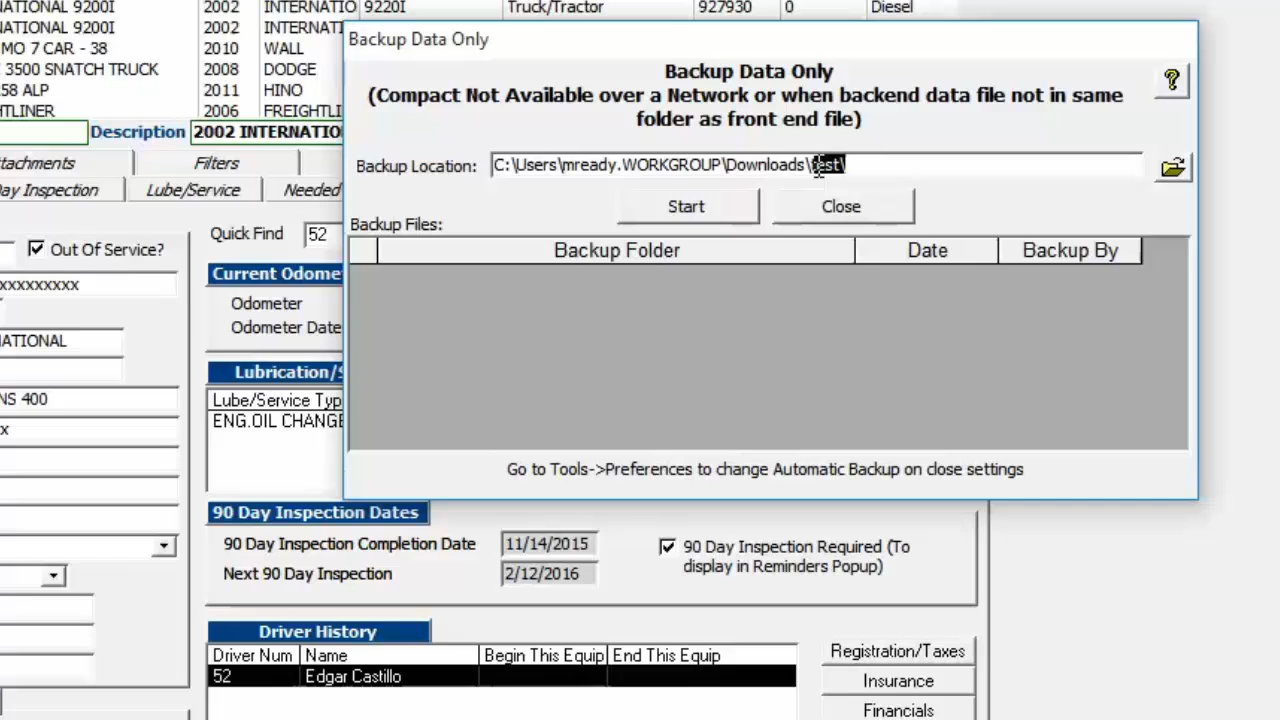 NATIONAL 9200I 2002 INTERNATIO 9220I Truck/Tractor 927930 0 Diesel
NATIONAL 9200I 2002 INTERNATI
MO 7 CAR - 38 2010 WALL
3500 SNATCH TRUCK 2008 DODGE
58 ALP 2011 HINO
HTLINER 2006 FREIGHTLI
Description 2002 INTERNATIO
ttachments Filters
ay Inspection Lube/Service Needed
Backup Data Only
Backup Data Only
(Compact Not Available over a Network or when backend data file not in same
folder as front end file)
?
Backup Location: C:\Users\mready.WORKGROUP\Downloads\test\
Start Close
Backup Files:
Backup Folder Date Backup By
Go to Tools->Preferences to change Automatic Backup on close settings
Out Of Service?
xxxxxxxxxx
NATIONAL
NS 400
x
Quick Find 52
Current Odome
Odometer
Odometer Date
Lubrication/S
Lube/Service Typ
ENG.OIL CHANGE
90 Day Inspection Dates
90 Day Inspection Completion Date 11/14/2015
Next 90 Day Inspection 2/12/2016
90 Day Inspection Required (To
display in Reminders Popup)
Driver History
Driver Num Name Begin This Equip End This Equip
52 Edgar Castillo
Registration/Taxes
Insurance
Financials